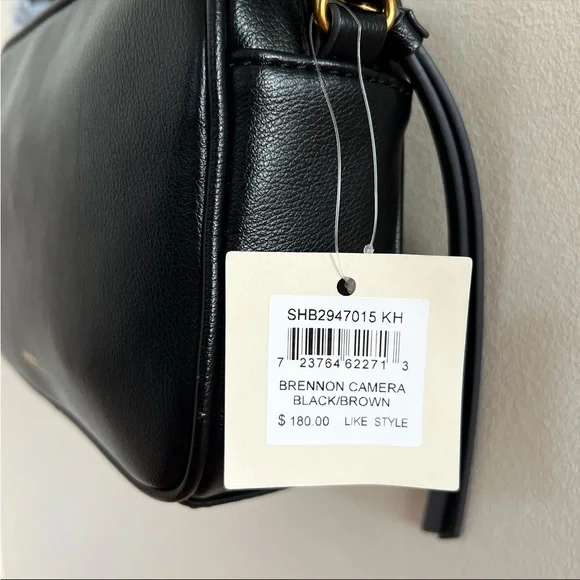 SHB2947015 KH
7 23764 62271 3
BRENNON CAMERA
BLACK/BROWN
$ 180.00 LIKE STYLE